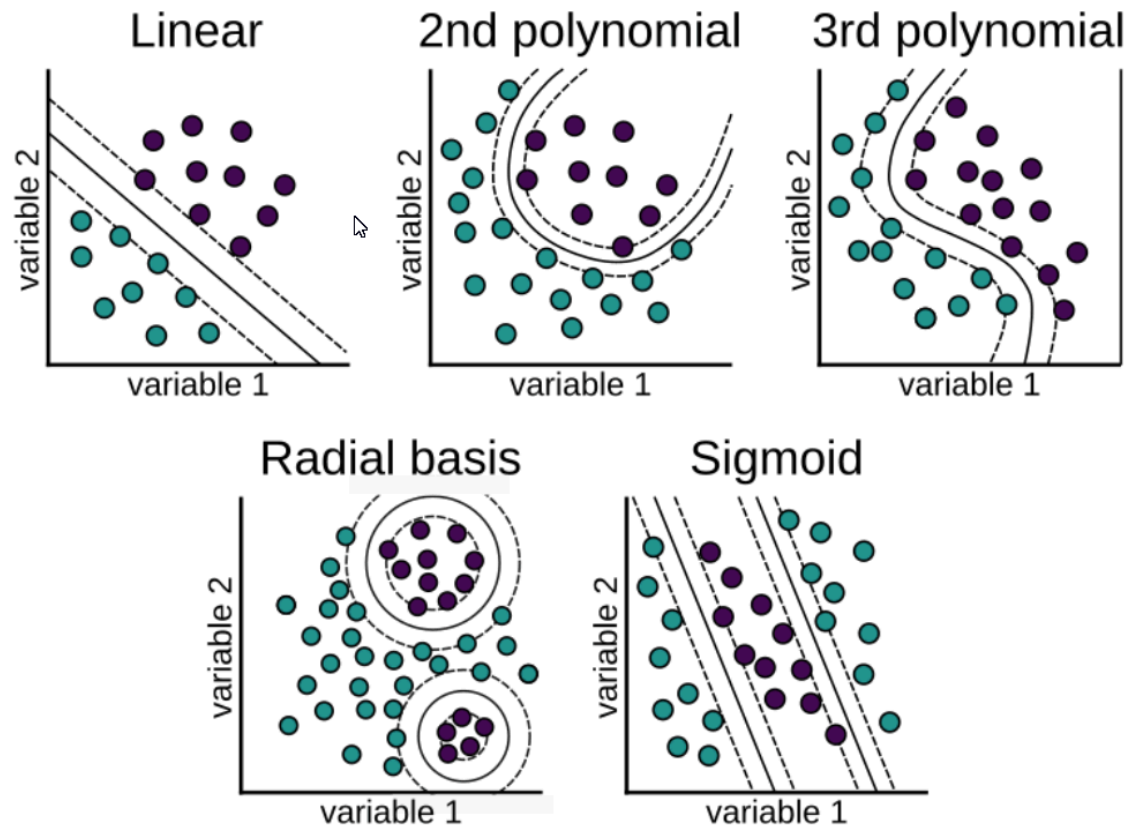 Linear
2nd polynomial
3rd polynomial
variable 2
variable 2
variable 2
variable 1
variable 1
variable 1
Radial basis
Sigmoid
variable 2
variable 2
variable 1
variable 1